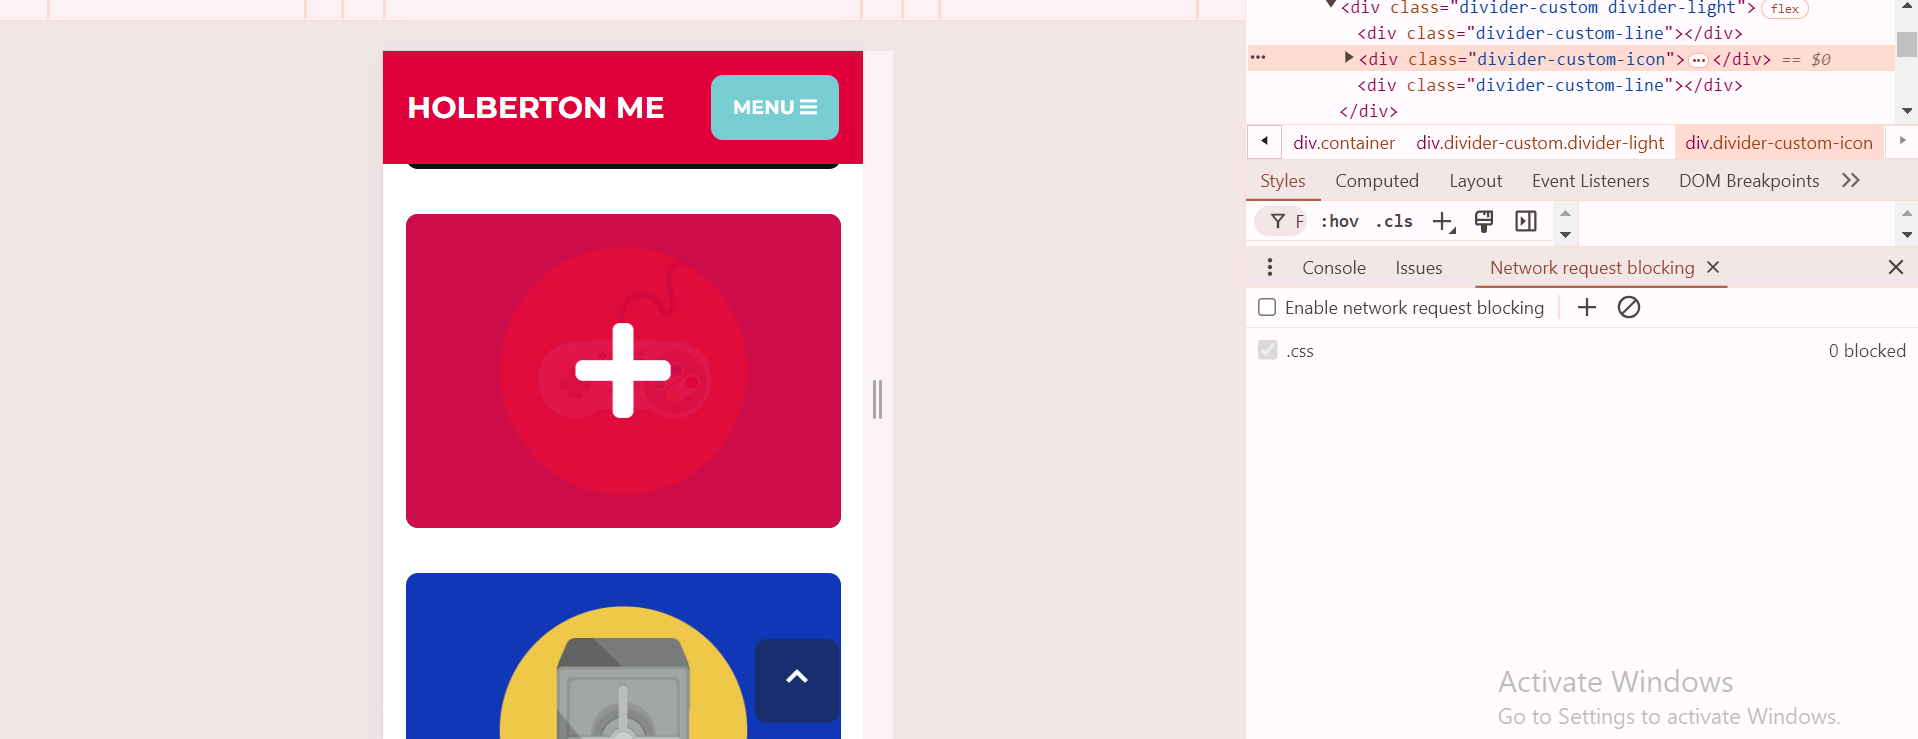 HOLBERTON ME
MENU
<div class="divider-custom divider-light"> flex
<div class="divider-custom-line"></div>
<div class="divider-custom-icon"> … </div> == $0
<div class="divider-custom-line"></div>
</div>
div.container div.divider-custom.divider-light div.divider-custom-icon
Styles Computed Layout Event Listeners DOM Breakpoints
F :hov .cls
Console Issues Network request blocking
Enable network request blocking
.css 0 blocked
Activate Windows
Go to Settings to activate Windows.